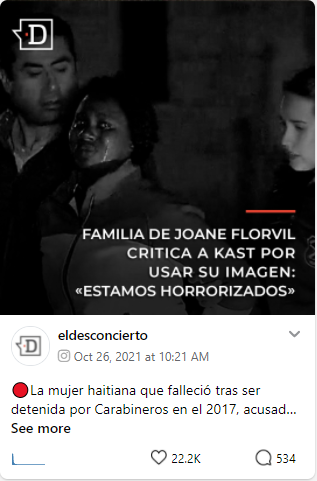 D
FAMILIA DE JOANE FLORVIL
CRITICA A KAST POR
USAR SU IMAGEN:
«ESTAMOS HORRORIZADOS»
D
eldesconcierto
Oct 26, 2021 at 10:21 AM
🔴La mujer haitiana que falleció tras ser
detenida por Carabineros en el 2017, acusad...
See more
22.2K
534